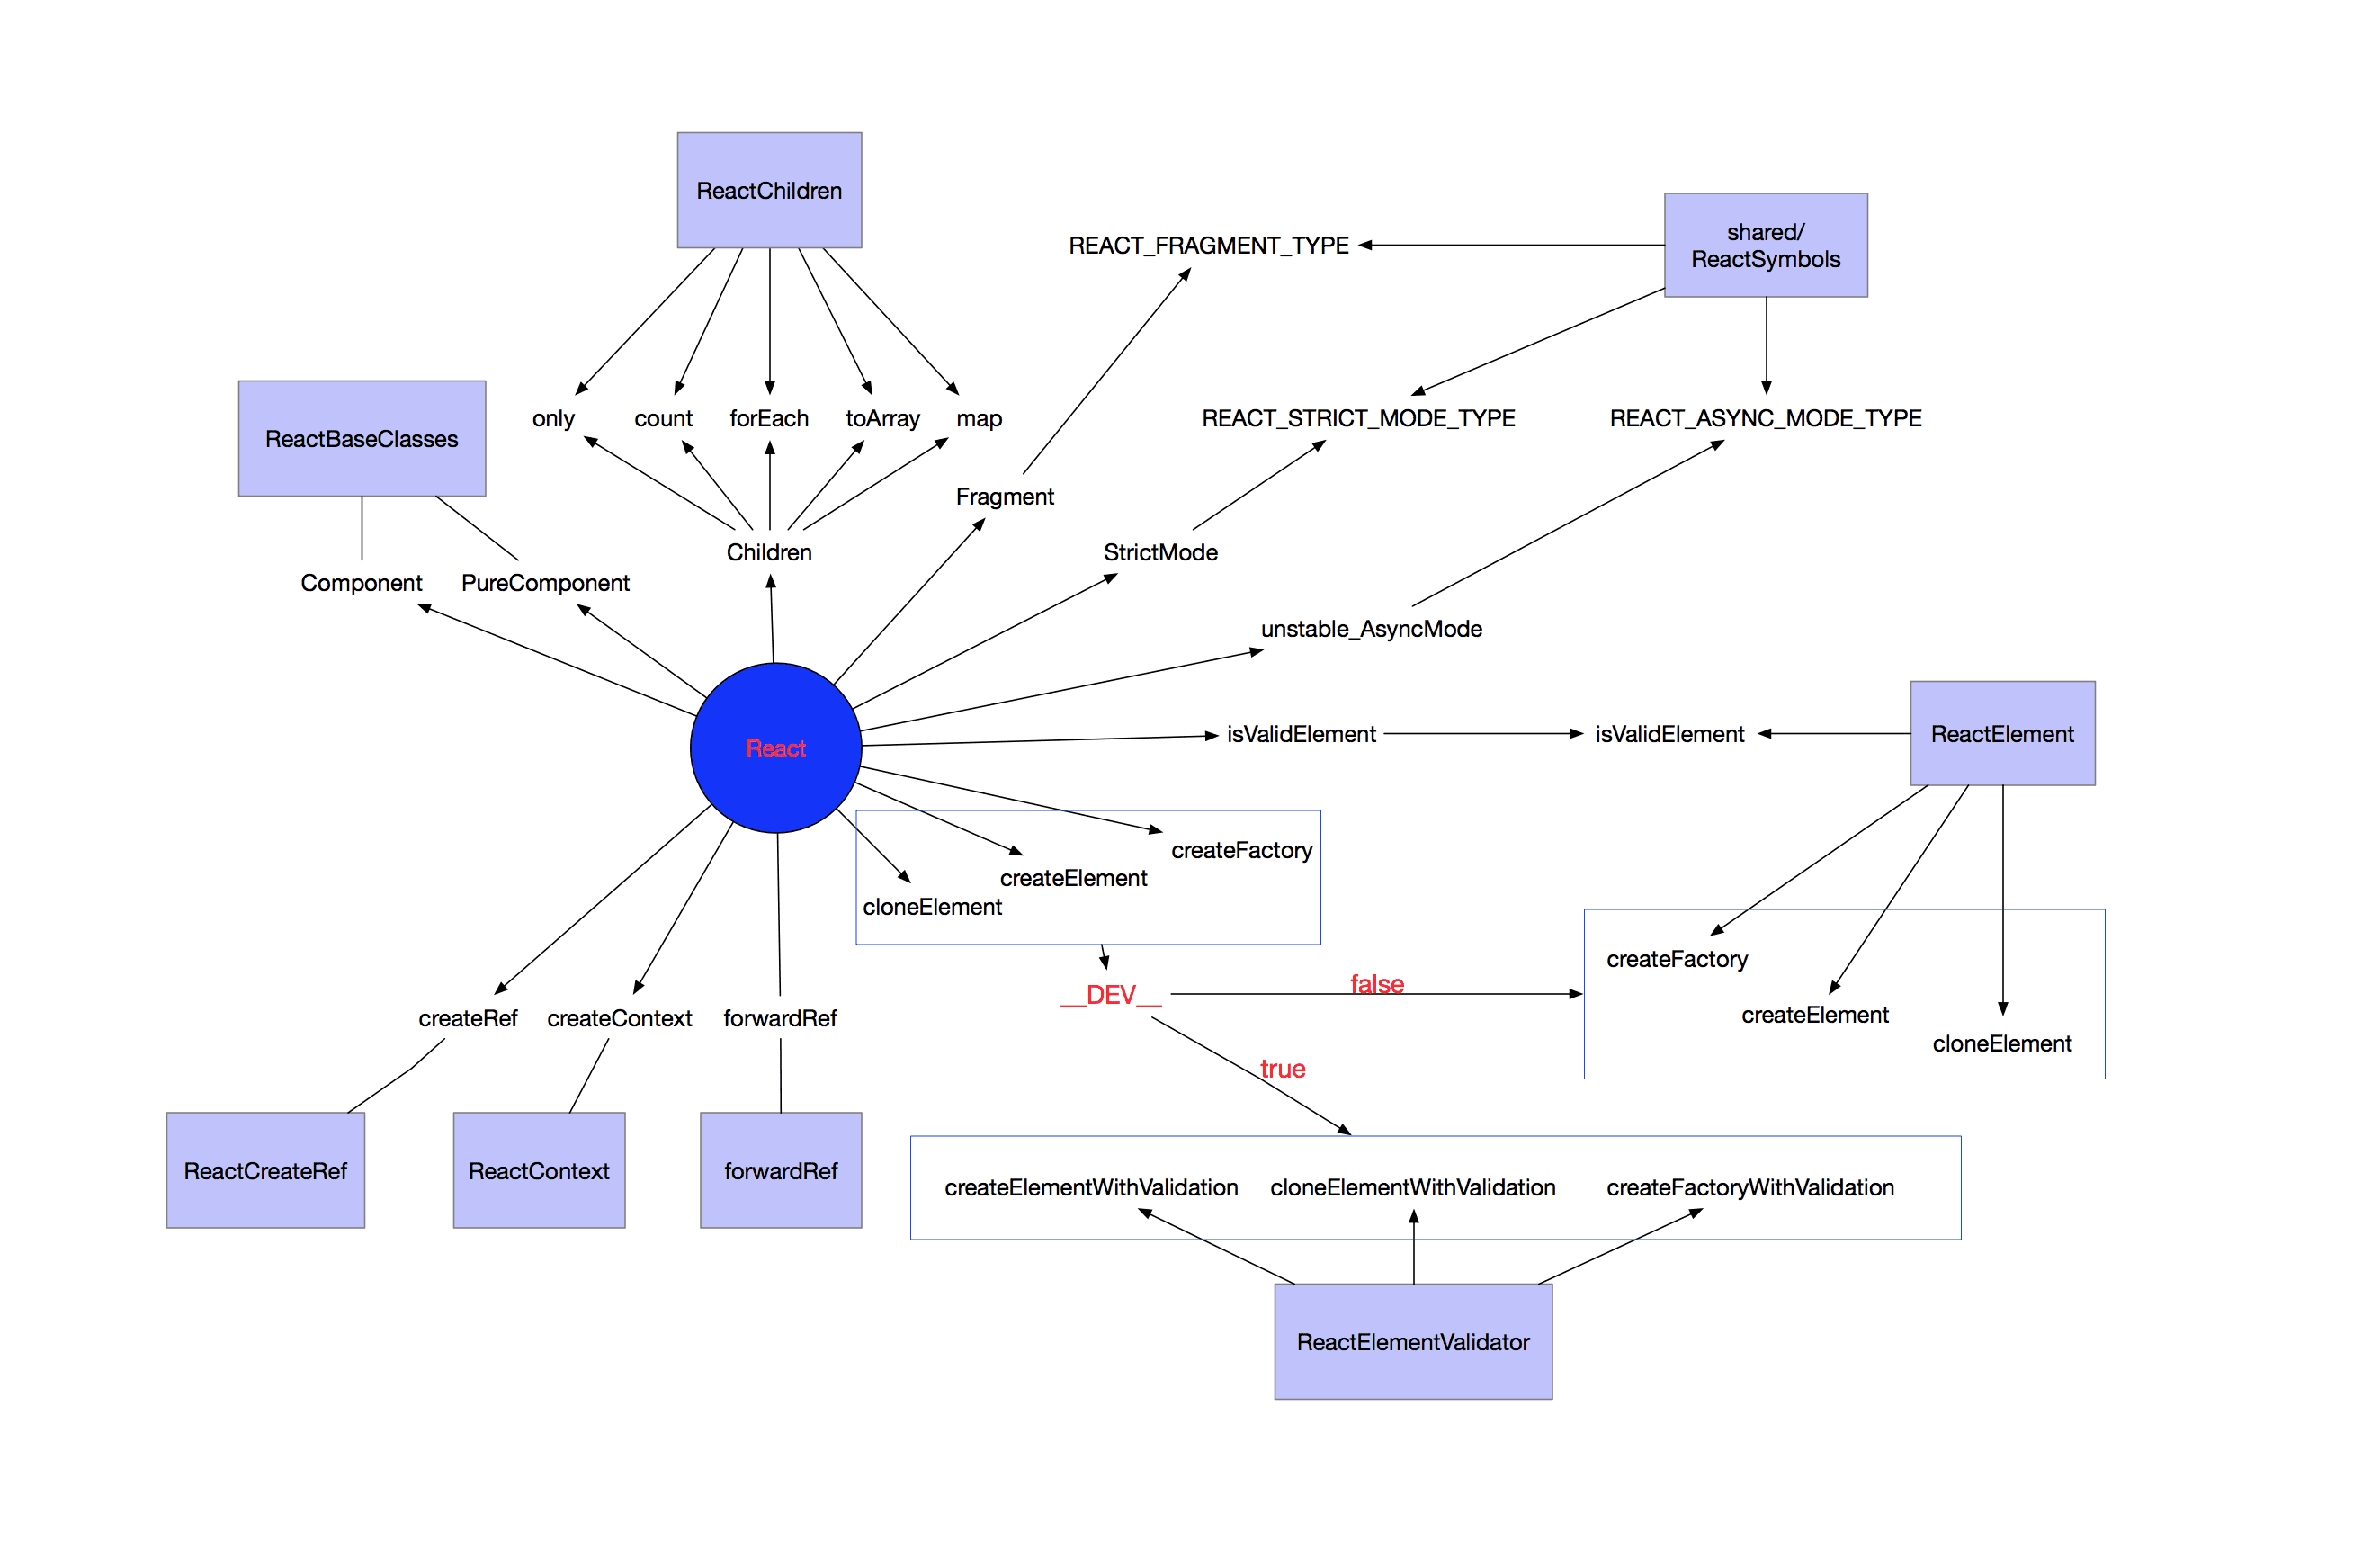 ReactChildren
shared/
ReactSymbols
REACT_FRAGMENT_TYPE
ReactBaseClasses
only
count
forEach
toArray
map
REACT_STRICT_MODE_TYPE
REACT_ASYNC_MODE_TYPE
Fragment
Children
StrictMode
Component
PureComponent
unstable_AsyncMode
React
isValidElement
isValidElement
ReactElement
createFactory
createElement
cloneElement
createFactory
createElement
cloneElement
__DEV__
false
true
createRef
createContext
forwardRef
ReactCreateRef
ReactContext
forwardRef
createElementWithValidation
cloneElementWithValidation
createFactoryWithValidation
ReactElementValidator